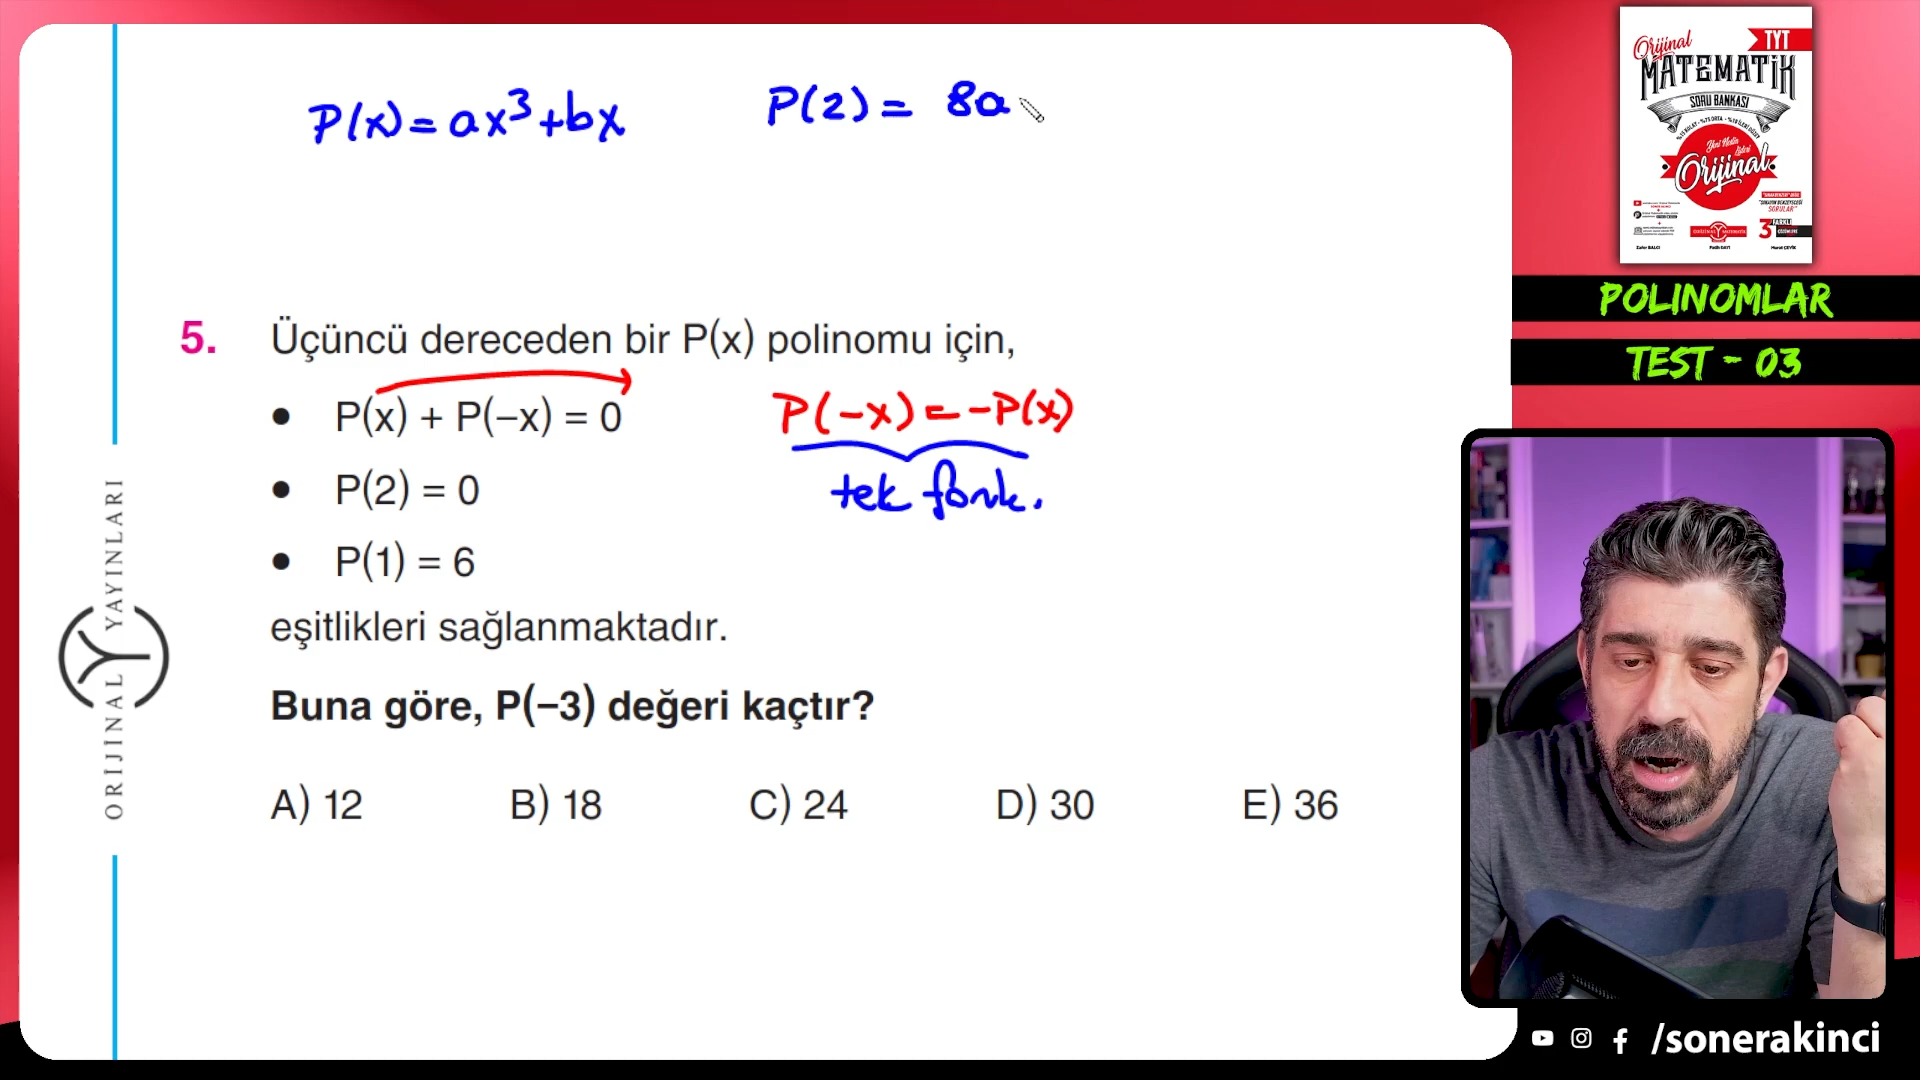 P(x) = ax³+bx
P(2) = 8a
5. Üçüncü dereceden bir P(x) polinomu için,
• P(x) + P(–x) = 0
P(-x) = -P(x)
tek fonk.
• P(2) = 0
• P(1) = 6
eşitlikleri sağlanmaktadır.
Buna göre, P(–3) değeri kaçtır?
A) 12 B) 18 C) 24 D) 30 E) 36
ORİJİNAL YAYINLARI
Orijinal
TYT
MATEMATİK
SORU BANKASI
Orijinal
3
POLINOMLAR
TEST - 03
/sonerakinci